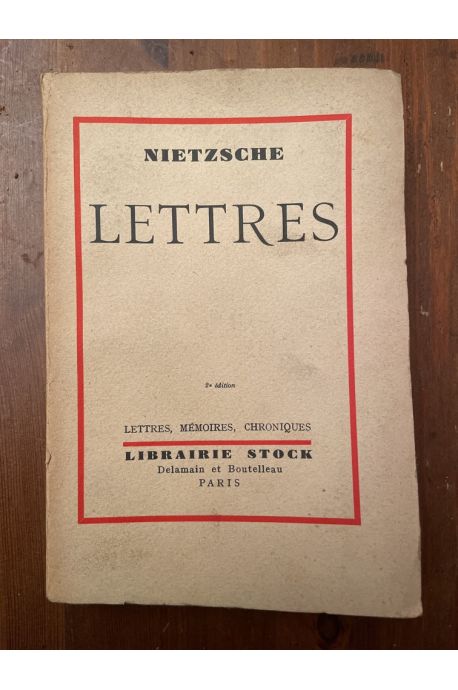 NIETZSCHE
LETTRES
2e édition
LETTRES, MÉMOIRES, CHRONIQUES
LIBRAIRIE STOCK
Delamain et Boutelleau
PARIS